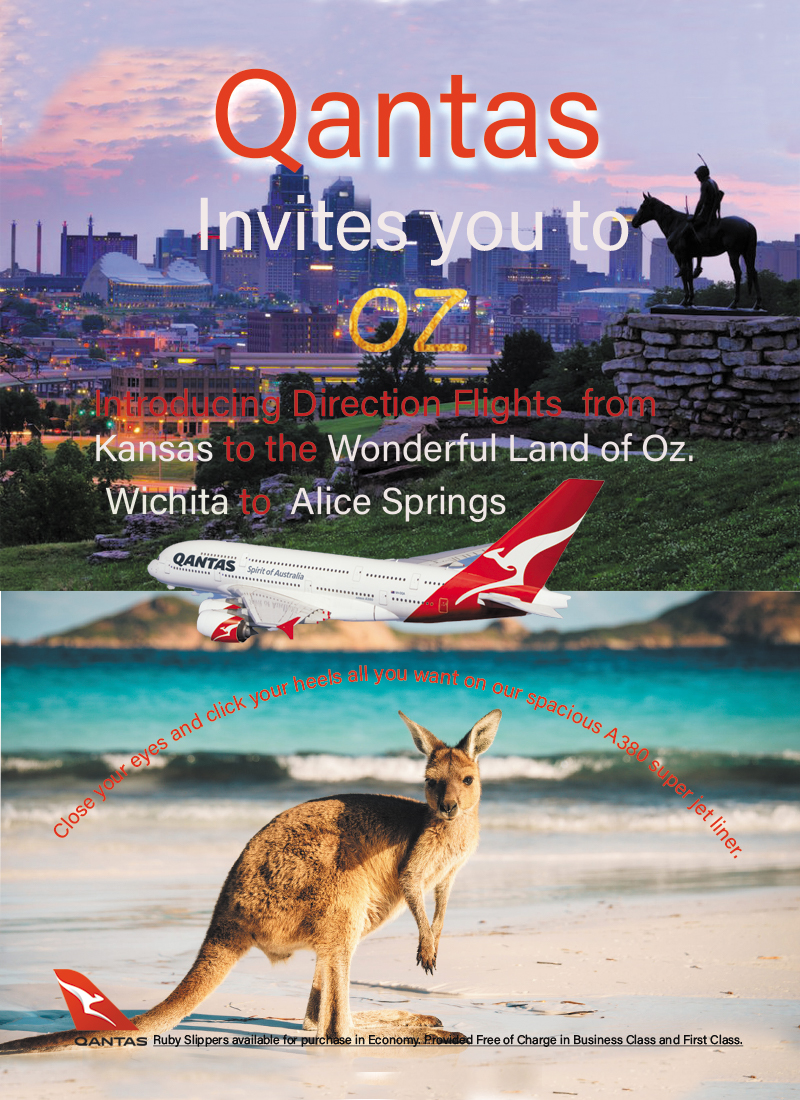 Qantas
Invites you to
OZ
Introducing Direction Flights from
Kansas to the Wonderful Land of Oz.
Wichita to Alice Springs
QANTAS Spirit of Australia
Close your eyes and click your heels all you want on our spacious A380 super jet liner.
QANTAS Ruby Slippers available for purchase in Economy. Provided Free of Charge in Business Class and First Class.